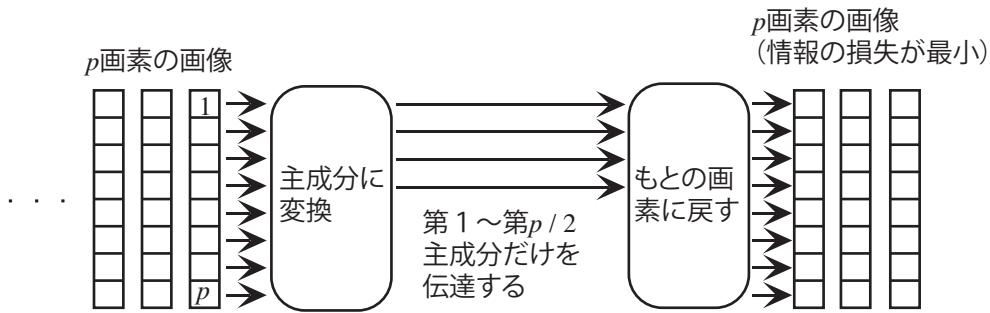 p画素の画像
1
p
. . .
主成分に
変換
第１～第p / 2
主成分だけを
伝達する
もとの画
素に戻す
p画素の画像
（情報の損失が最小）